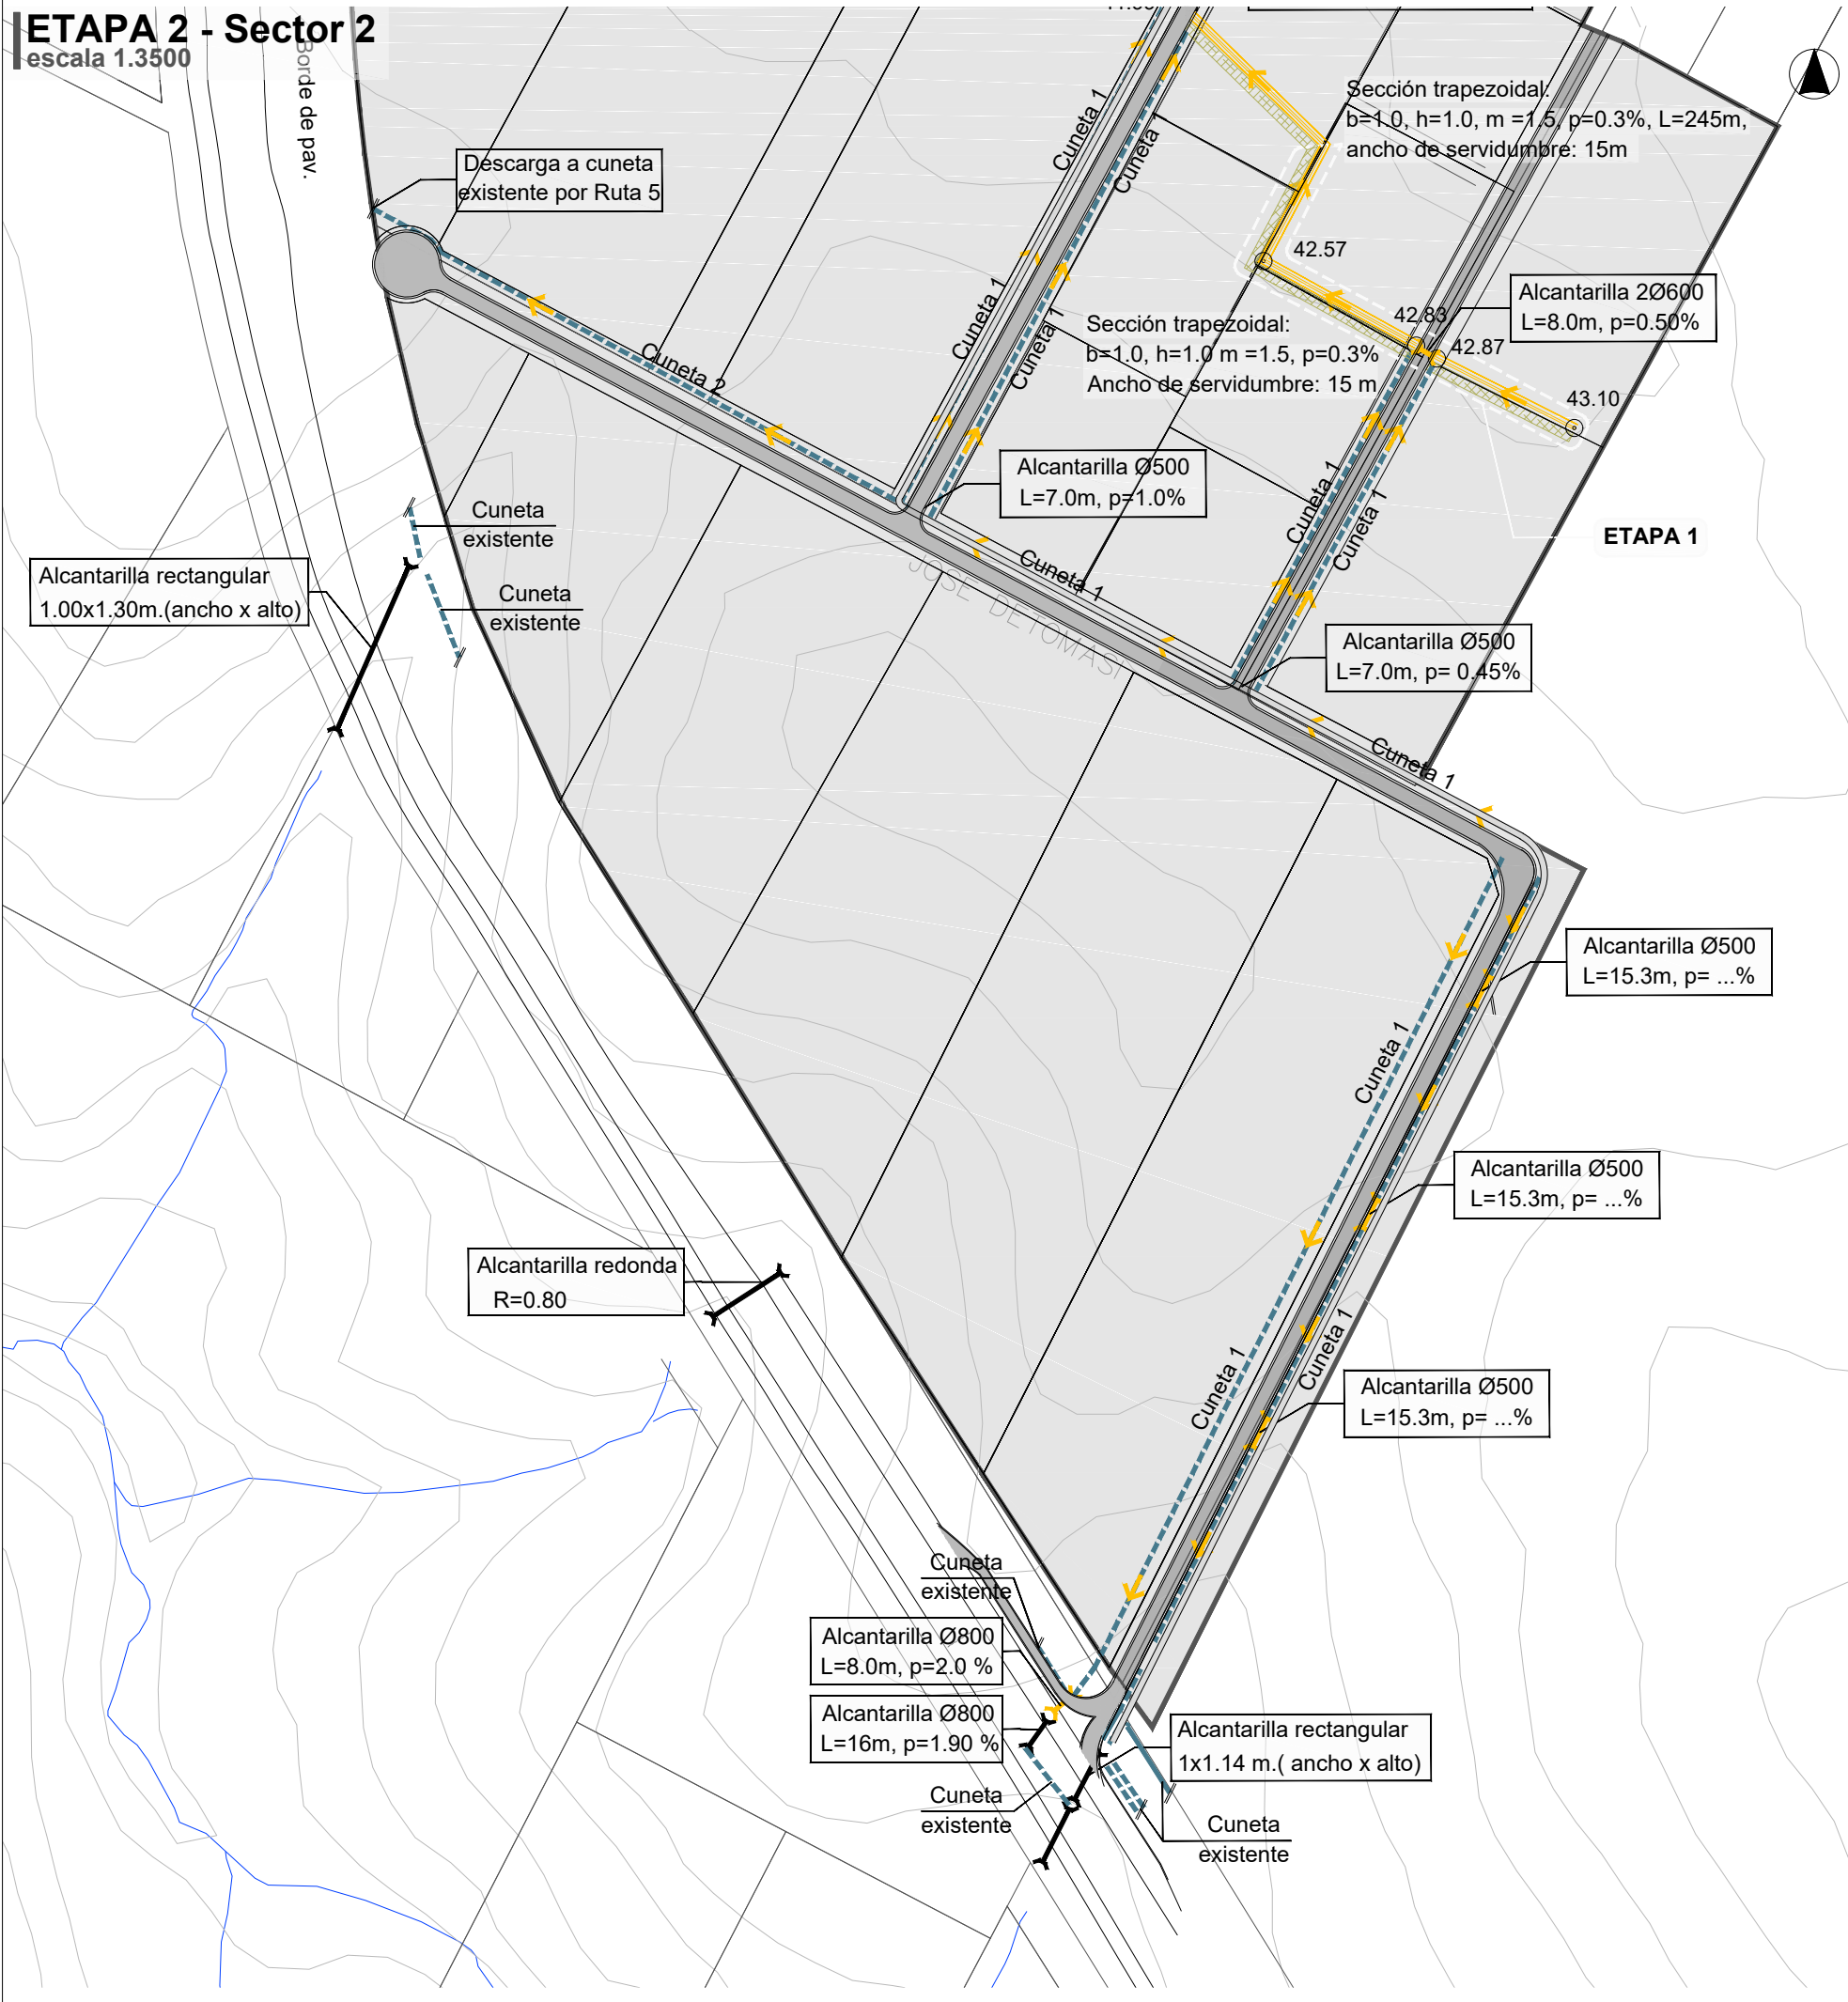 ETAPA 2 - Sector 2
escala 1.3500
Borde de pav.
Descarga a cuneta
existente por Ruta 5
Cuneta 1
Cuneta 1
Sección trapezoidal:
b=1.0, h=1.0, m =1.5, p=0.3%, L=245m,
ancho de servidumbre: 15m
42.57
Alcantarilla 2Ø600
L=8.0m, p=0.50%
42.83
42.87
43.10
Sección trapezoidal:
b=1.0, h=1.0 m =1.5, p=0.3%
Ancho de servidumbre: 15 m
Cuneta 1
Cuneta 1
Cuneta 2
Alcantarilla Ø500
L=7.0m, p=1.0%
Cuneta 1
Cuneta 1
ETAPA 1
Cuneta
existente
Cuneta
existente
Alcantarilla rectangular
1.00x1.30m.(ancho x alto)
Cuneta 1
JOSE DETOMASI
Alcantarilla Ø500
L=7.0m, p= 0.45%
Cuneta 1
Alcantarilla Ø500
L=15.3m, p= ...%
Cuneta 1
Alcantarilla Ø500
L=15.3m, p= ...%
Alcantarilla redonda
R=0.80
Cuneta 1
Cuneta 1
Alcantarilla Ø500
L=15.3m, p= ...%
Cuneta
existente
Alcantarilla Ø800
L=8.0m, p=2.0 %
Alcantarilla Ø800
L=16m, p=1.90 %
Alcantarilla rectangular
1x1.14 m.( ancho x alto)
Cuneta
existente
Cuneta
existente